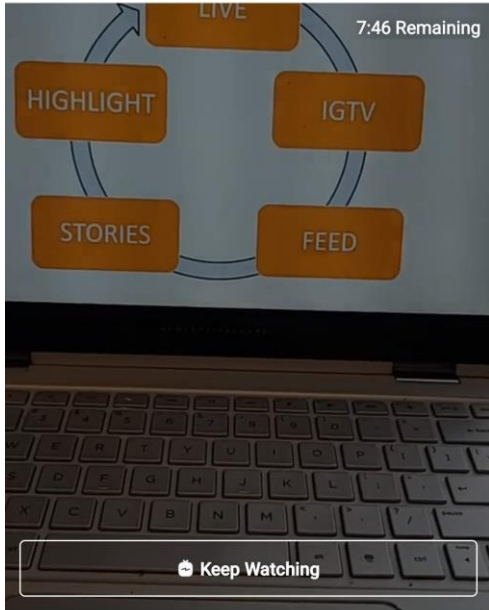 LIVE
7:46 Remaining
HIGHLIGHT
IGTV
STORIES
FEED
W E R T Y U I O P
S D F G H J K L
X C V B N M
Keep Watching